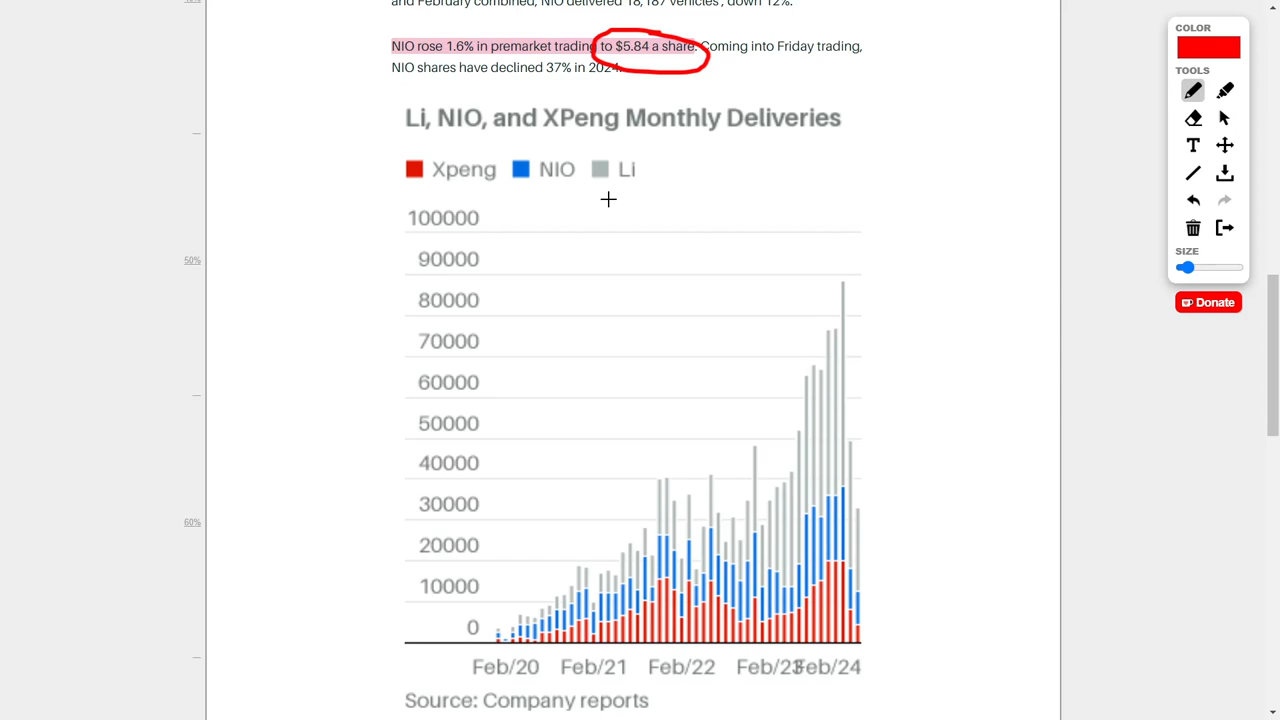 and February combined, NIO delivered 18,187 vehicles, down 12%.
COLOR
NIO rose 1.6% in premarket trading to $5.84 a share. Coming into Friday trading,
NIO shares have declined 37% in 2024.
TOOLS
Li, NIO, and XPeng Monthly Deliveries
T
Xpeng NIO Li
100000
SIZE
90000
50%
80000
Donate
70000
60000
50000
40000
30000
60%
20000
10000
0
Feb/20 Feb/21 Feb/22 Feb/23 Feb/24
Source: Company reports